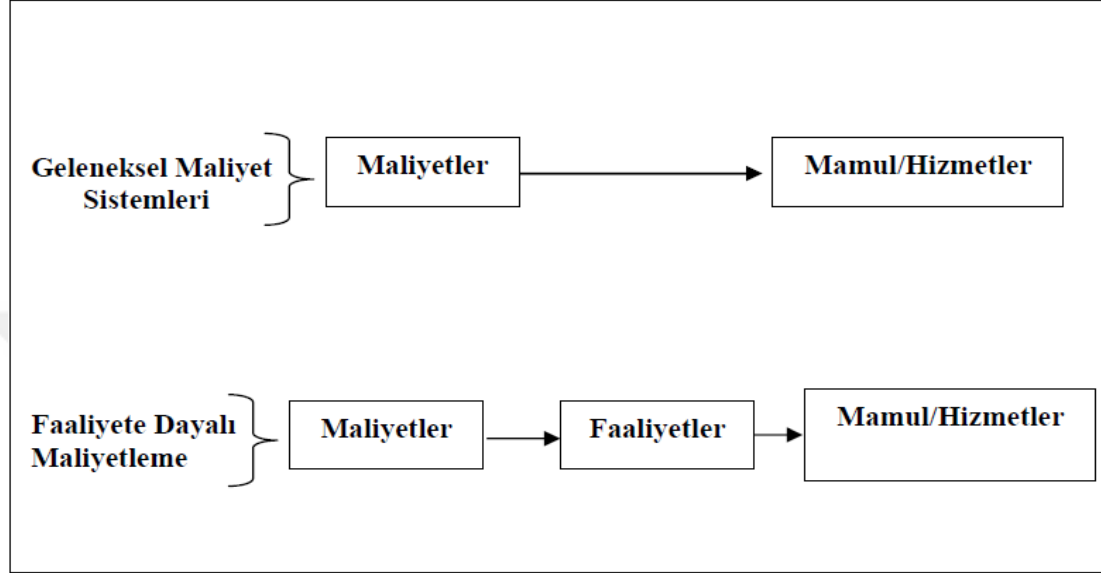 Geleneksel Maliyet
Sistemleri
Maliyetler
Mamul/Hizmetler
Faaliyete Dayalı
Maliyetleme
Maliyetler
Faaliyetler
Mamul/Hizmetler